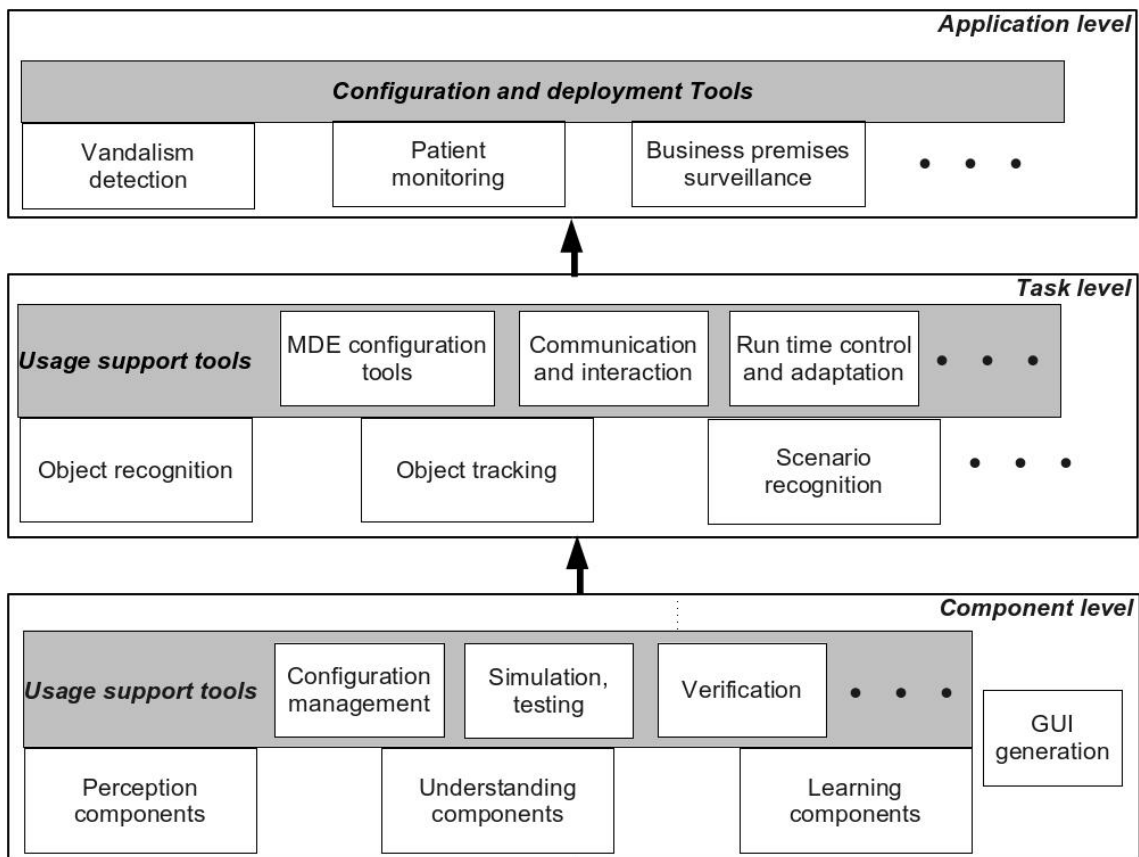 Application level
Configuration and deployment Tools
Vandalism
detection
Patient
monitoring
Business premises
surveillance
• • •
Task level
Usage support tools
MDE configuration
tools
Communication
and interaction
Run time control
and adaptation
• • •
Object recognition
Object tracking
Scenario
recognition
• • •
Component level
Usage support tools
Configuration
management
Simulation,
testing
Verification
• • •
GUI
generation
Perception
components
Understanding
components
Learning
components